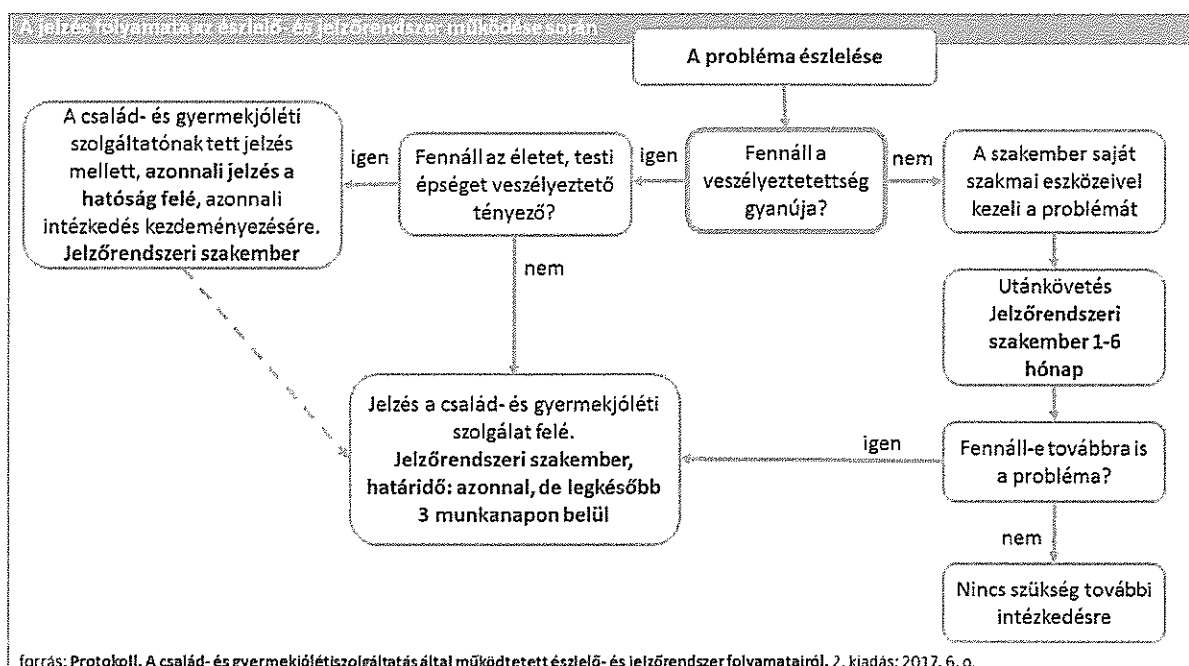 A jelzés folyamata az észlelő- és jelzőrendszer működése során
A probléma észlelése
A család- és gyermekjóléti
szolgáltatónak tett jelzés
mellett, azonnali jelzés a
hatóság felé, azonnali
intézkedés kezdeményezésére.
Jelzőrendszeri szakember
igen
Fennáll az életet, testi
épséget veszélyeztető
tényező?
igen
Fennáll a
veszélyeztetettség
gyanúja?
nem
A szakember saját
szakmai eszközeivel
kezeli a problémát
nem
Utánkövetés
Jelzőrendszeri
szakember 1-6
hónap
Jelzés a család- és gyermekjóléti
szolgálat felé.
Jelzőrendszeri szakember,
határidő: azonnal, de legkésőbb
3 munkanapon belül
igen
Fennáll-e továbbra is
a probléma?
nem
Nincs szükség további
intézkedésre
forrás: Protokoll. A család- és gyermekjólétiszolgáltatás által működtetett észlelő- és jelzőrendszer folyamatairól. 2. kiadás; 2017. 6. o.